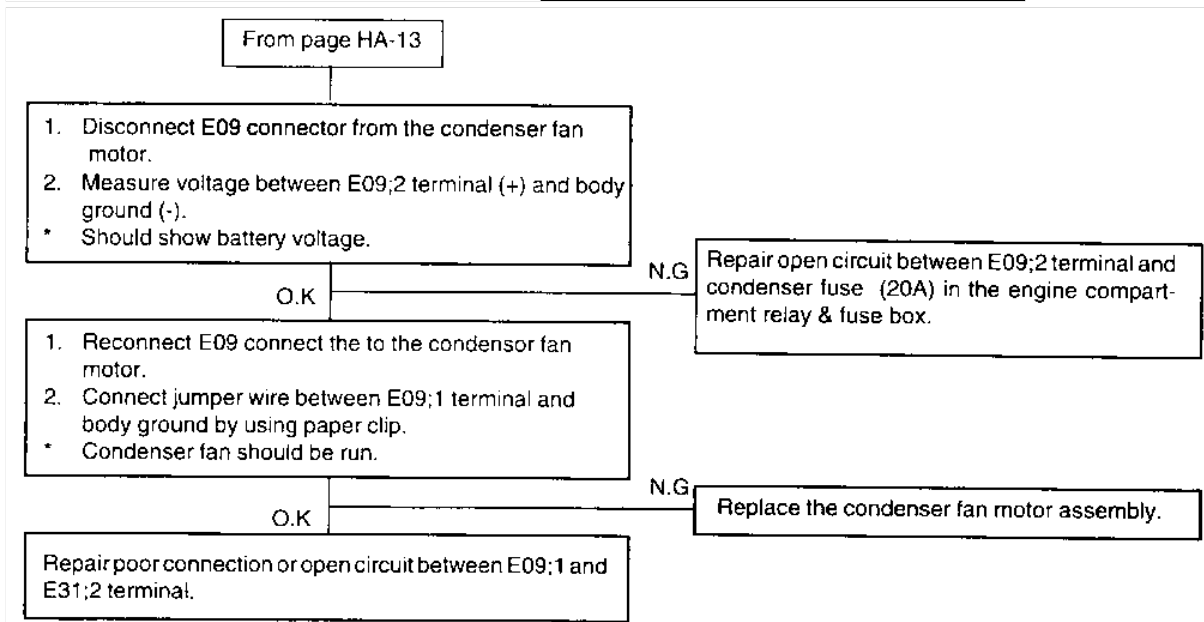 From page HA-13
1. Disconnect E09 connector from the condenser fan
motor.
2. Measure voltage between E09;2 terminal (+) and body
ground (-).
* Should show battery voltage.
N.G
O.K
Repair open circuit between E09;2 terminal and
condenser fuse (20A) in the engine compart-
ment relay & fuse box.
1. Reconnect E09 connect the to the condensor fan
motor.
2. Connect jumper wire between E09;1 terminal and
body ground by using paper clip.
* Condenser fan should be run.
N.G
O.K
Replace the condenser fan motor assembly.
Repair poor connection or open circuit between E09;1 and
E31;2 terminal.